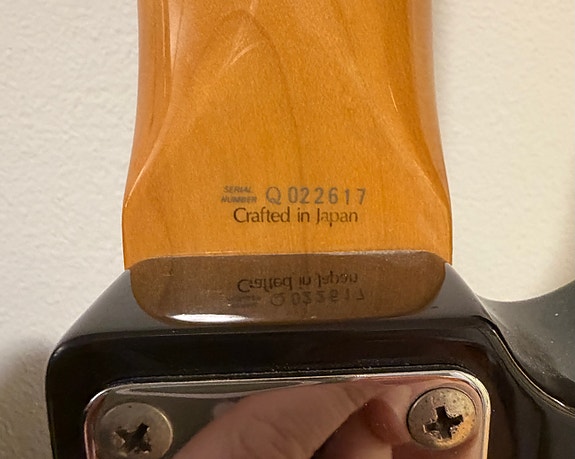 SERIAL
NUMBER Q 022617
Crafted in Japan